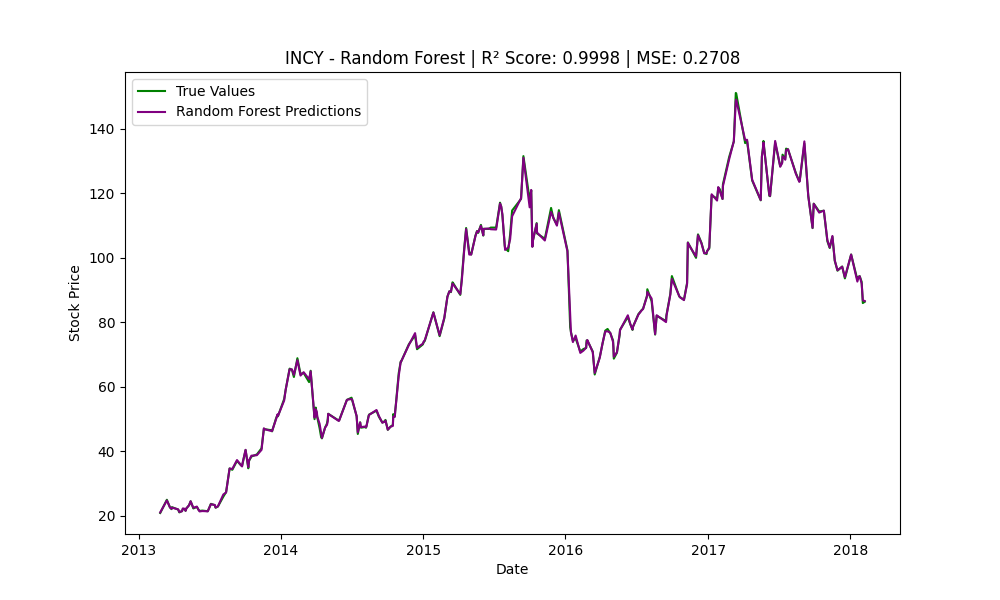 INCY - Random Forest | R² Score: 0.9998 | MSE: 0.2708
True Values
Random Forest Predictions
140
120
100
80
60
40
20
Stock Price
2013 2014 2015 2016 2017 2018
Date